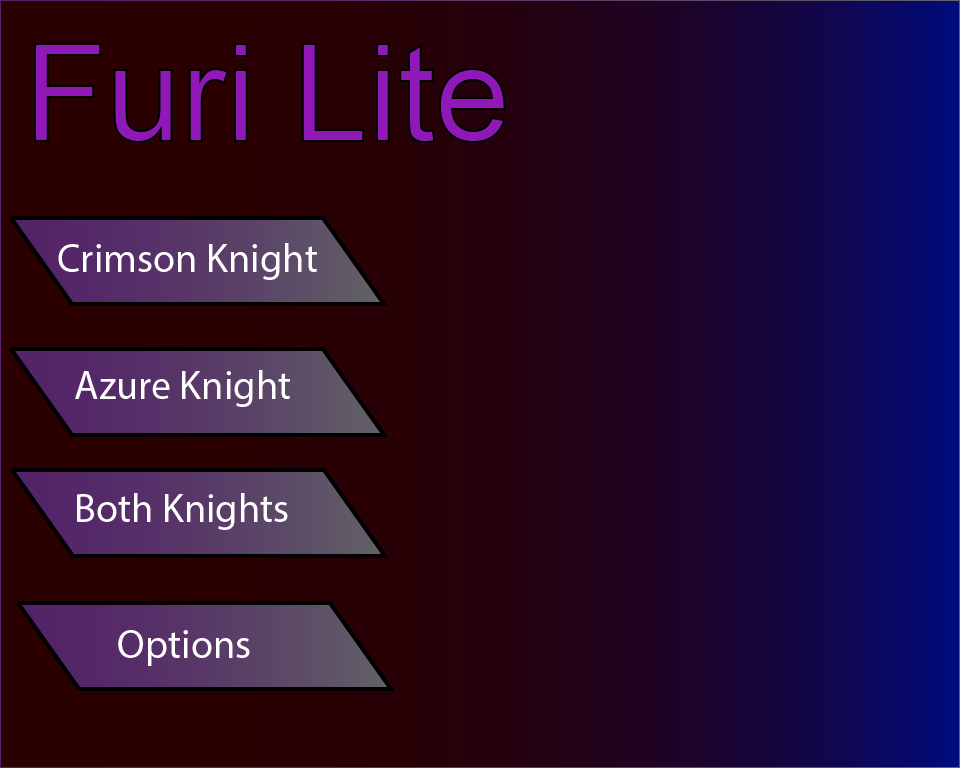 Furi Lite
Crimson Knight
Azure Knight
Both Knights
Options